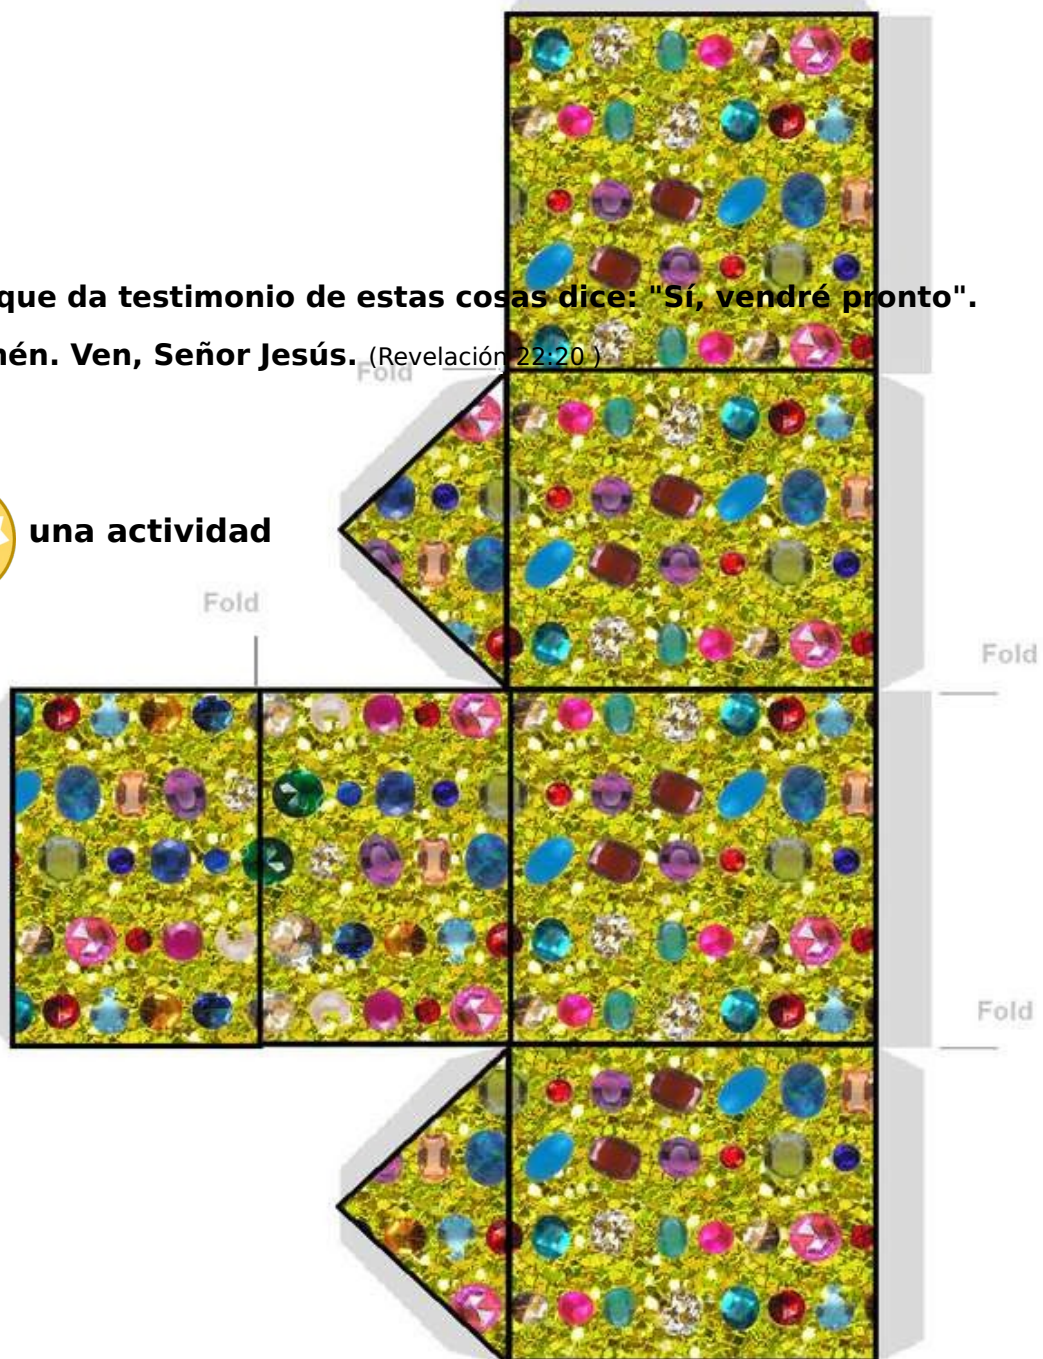 que da testimonio de estas cosas dice: "Sí, vendré pronto".
Ven, Señor Jesús. (Revelación 22:20 )
Fold
una actividad
Fold
Fold
Fold